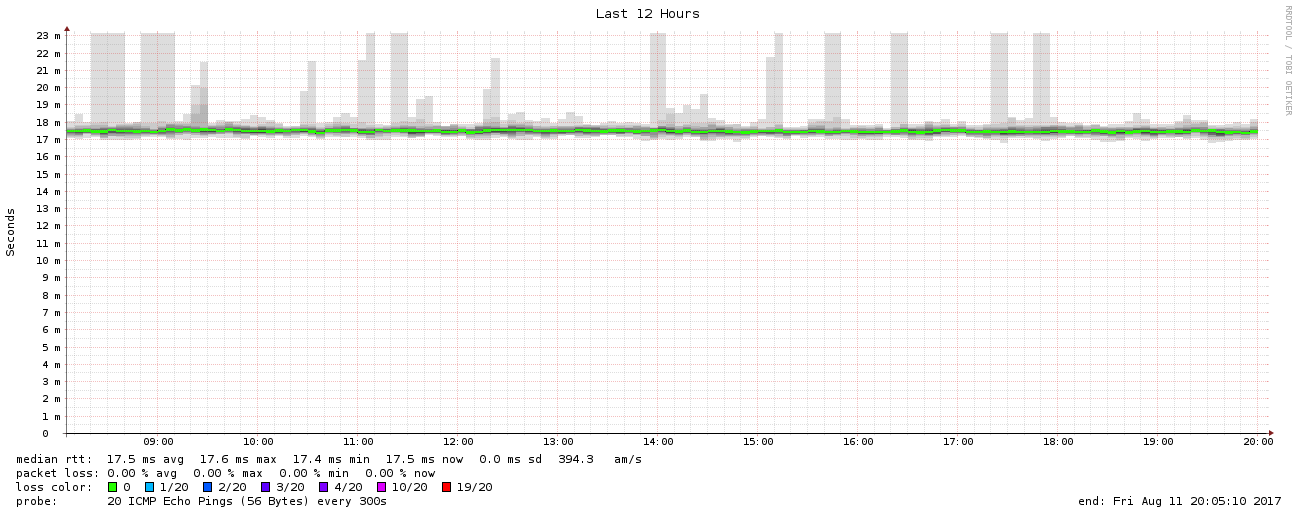 Last 12 Hours
RRDTOOL / TOBI OETIKER
Seconds
23 m
22 m
21 m
20 m
19 m
18 m
17 m
16 m
15 m
14 m
13 m
12 m
11 m
10 m
9 m
8 m
7 m
6 m
5 m
4 m
3 m
2 m
1 m
0
09:00 10:00 11:00 12:00 13:00 14:00 15:00 16:00 17:00 18:00 19:00 20:00
median rtt: 17.5 ms avg 17.6 ms max 17.4 ms min 17.5 ms now 0.0 ms sd 394.3 am/s
packet loss: 0.00 % avg 0.00 % max 0.00 % min 0.00 % now
loss color: 0 1/20 2/20 3/20 4/20 10/20 19/20
probe: 20 ICMP Echo Pings (56 Bytes) every 300s end: Fri Aug 11 20:05:10 2017